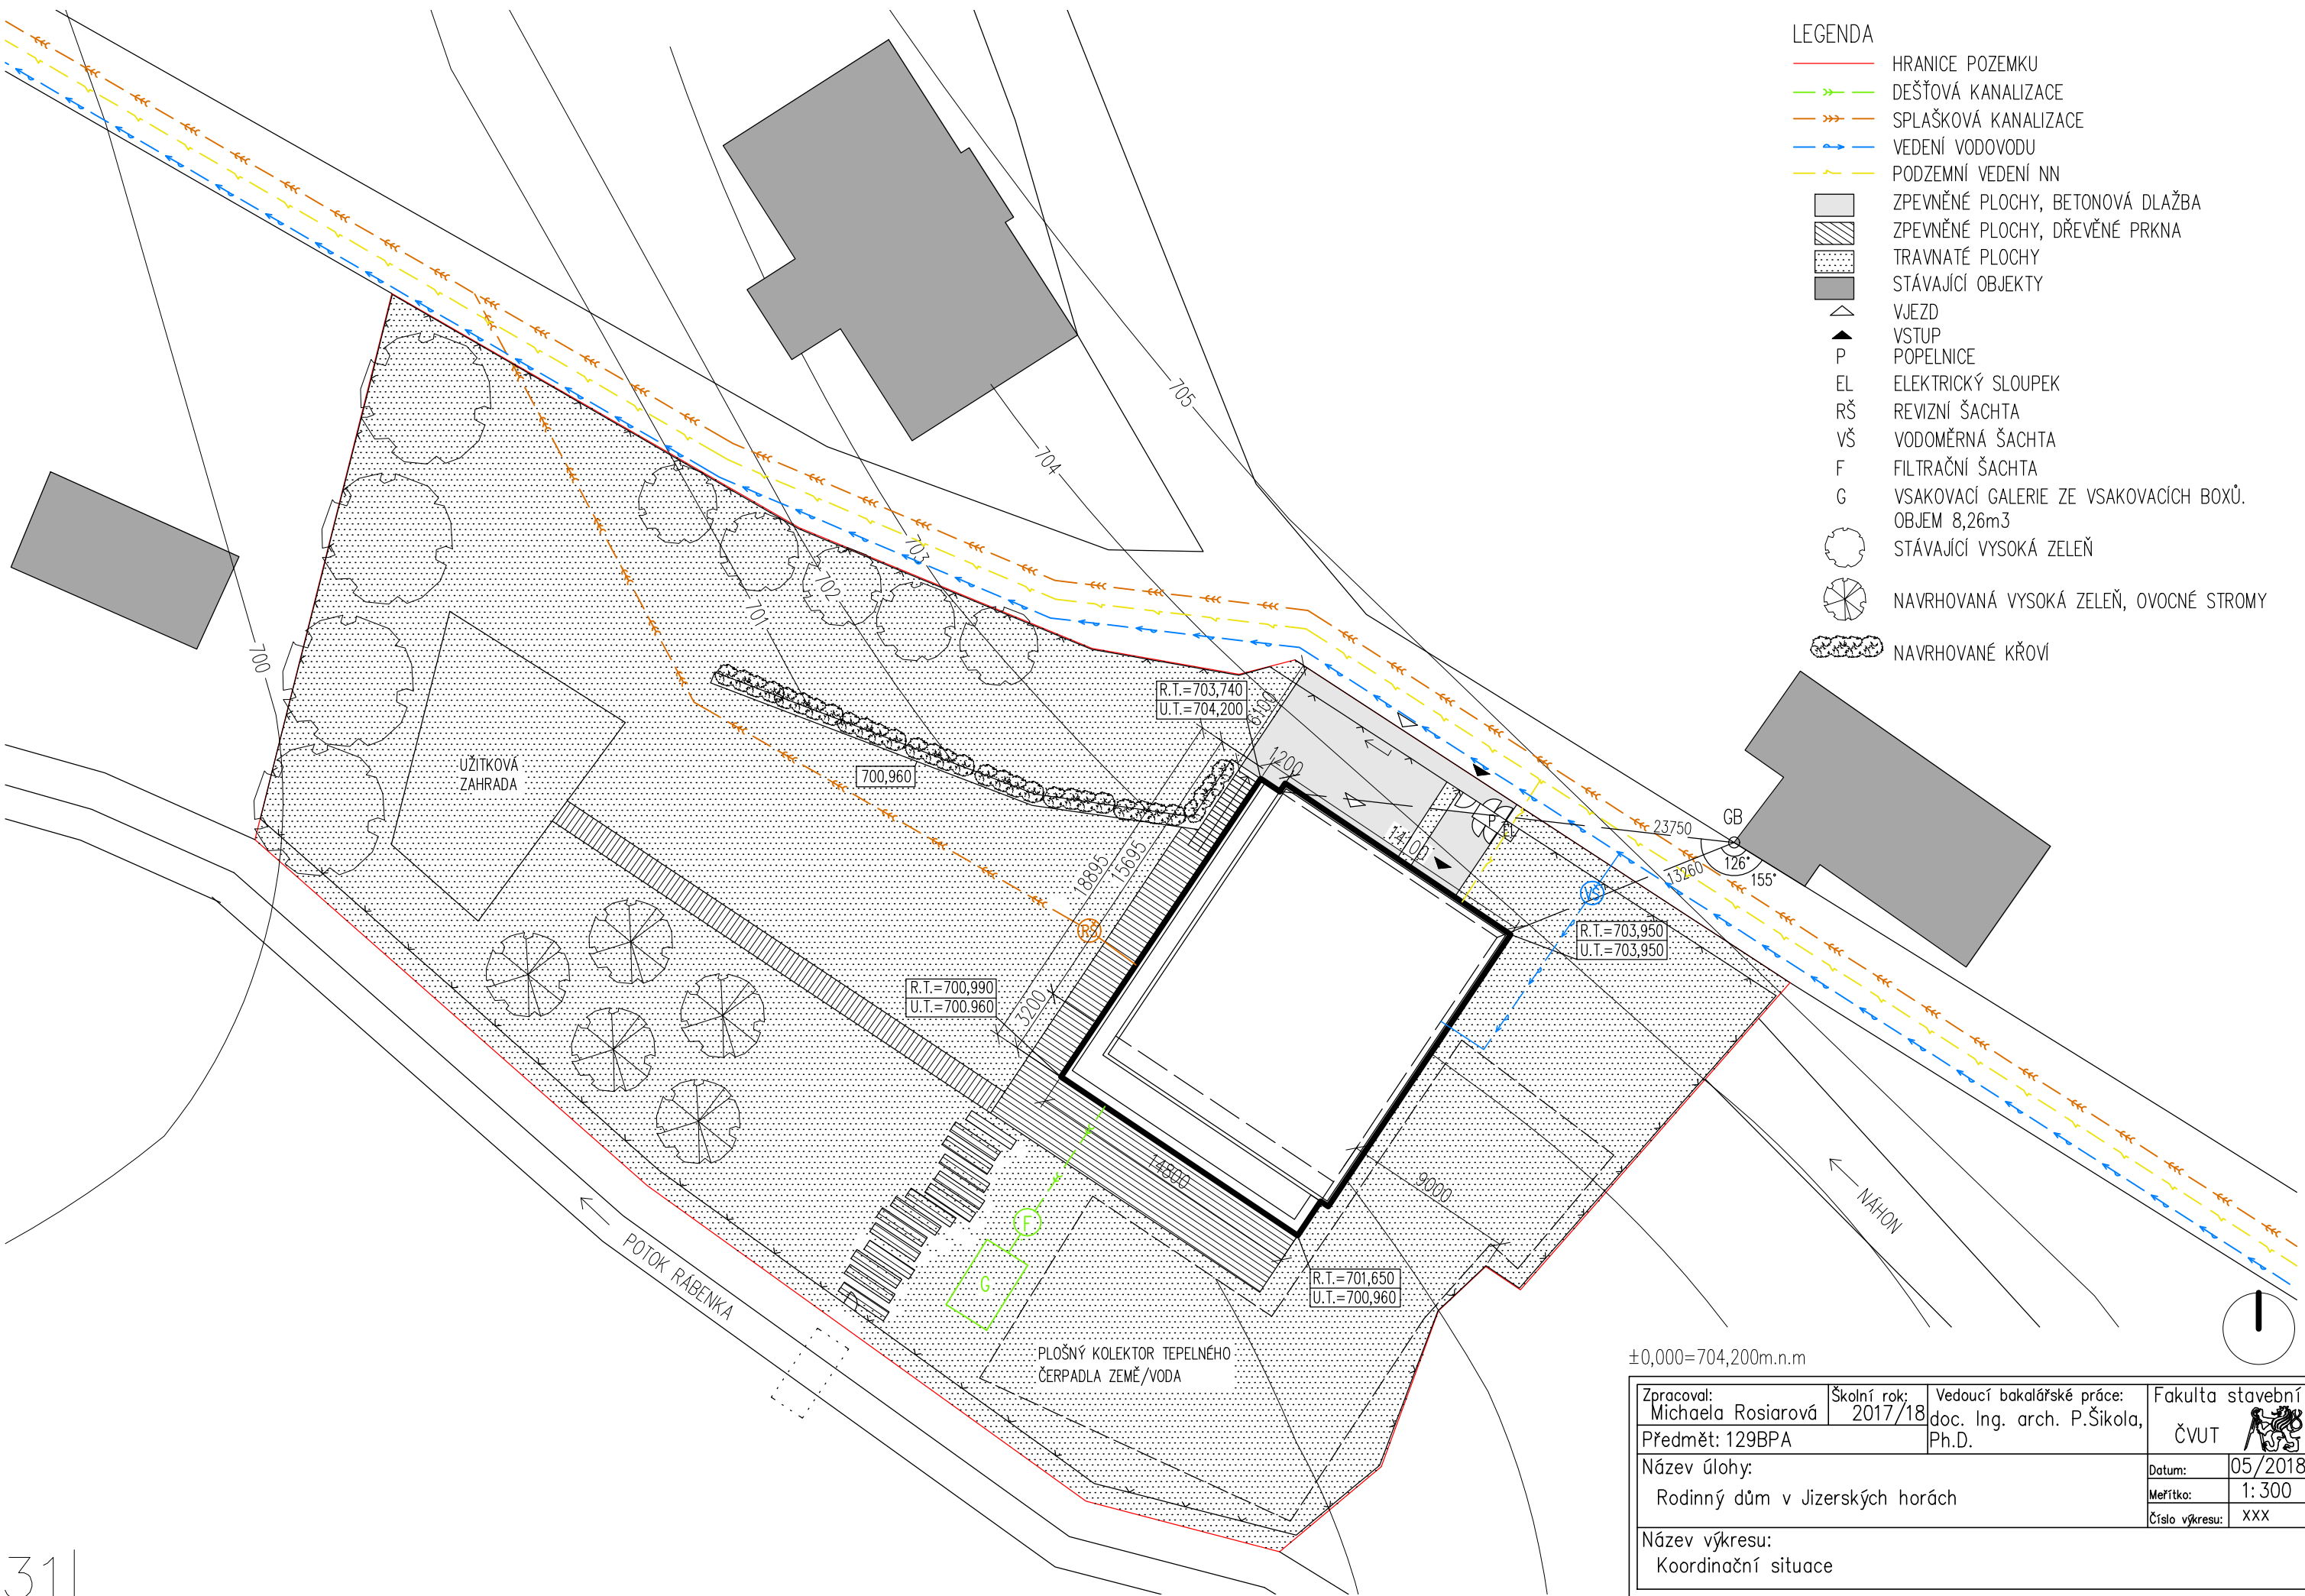 LEGENDA
HRANICE POZEMKU
DEŠŤOVÁ KANALIZACE
SPLAŠKOVÁ KANALIZACE
VEDENÍ VODOVODU
PODZEMNÍ VEDENÍ NN
ZPEVNĚNÉ PLOCHY, BETONOVÁ DLAŽBA
ZPEVNĚNÉ PLOCHY, DŘEVĚNÉ PRKNA
TRAVNATÉ PLOCHY
STÁVAJÍCÍ OBJEKTY
VJEZD
VSTUP
P POPELNICE
EL ELEKTRICKÝ SLOUPEK
RŠ REVIZNÍ ŠACHTA
VŠ VODOMĚRNÁ ŠACHTA
F FILTRAČNÍ ŠACHTA
G VSAKOVACÍ GALERIE ZE VSAKOVACÍCH BOXŮ.
OBJEM 8,26m3
STÁVAJÍCÍ VYSOKÁ ZELEŇ
NAVRHOVANÁ VYSOKÁ ZELEŇ, OVOCNÉ STROMY
NAVRHOVANÉ KŘOVÍ
705
704
703
702
701
700
R.T.=703,740
U.T.=704,200
6100
1200
UŽITKOVÁ
ZAHRADA
700,960
18895
15695
14100
P
EL
23750
GB
126°
155°
13260
VŠ
RŠ
R.T.=703,950
U.T.=703,950
R.T.=700,990
U.T.=700.960
3200
14800
9000
NÁHON
F
G
POTOK RÁBENKA
R.T.=701,650
U.T.=700,960
PLOŠNÝ KOLEKTOR TEPELNÉHO
ČERPADLA ZEMĚ/VODA
±0,000=704,200m.n.m
Zpracoval:
Michaela Rosiarová
Školní rok:
2017/18
Vedoucí bakalářské práce:
doc. Ing. arch. P.Šikola,
Ph.D.
Fakulta stavební
ČVUT
Předmět: 129BPA
Název úlohy:
Rodinný dům v Jizerských horách
Datum: 05/2018
Meřítko: 1:300
Číslo výkresu: xxx
Název výkresu:
Koordinační situace
31